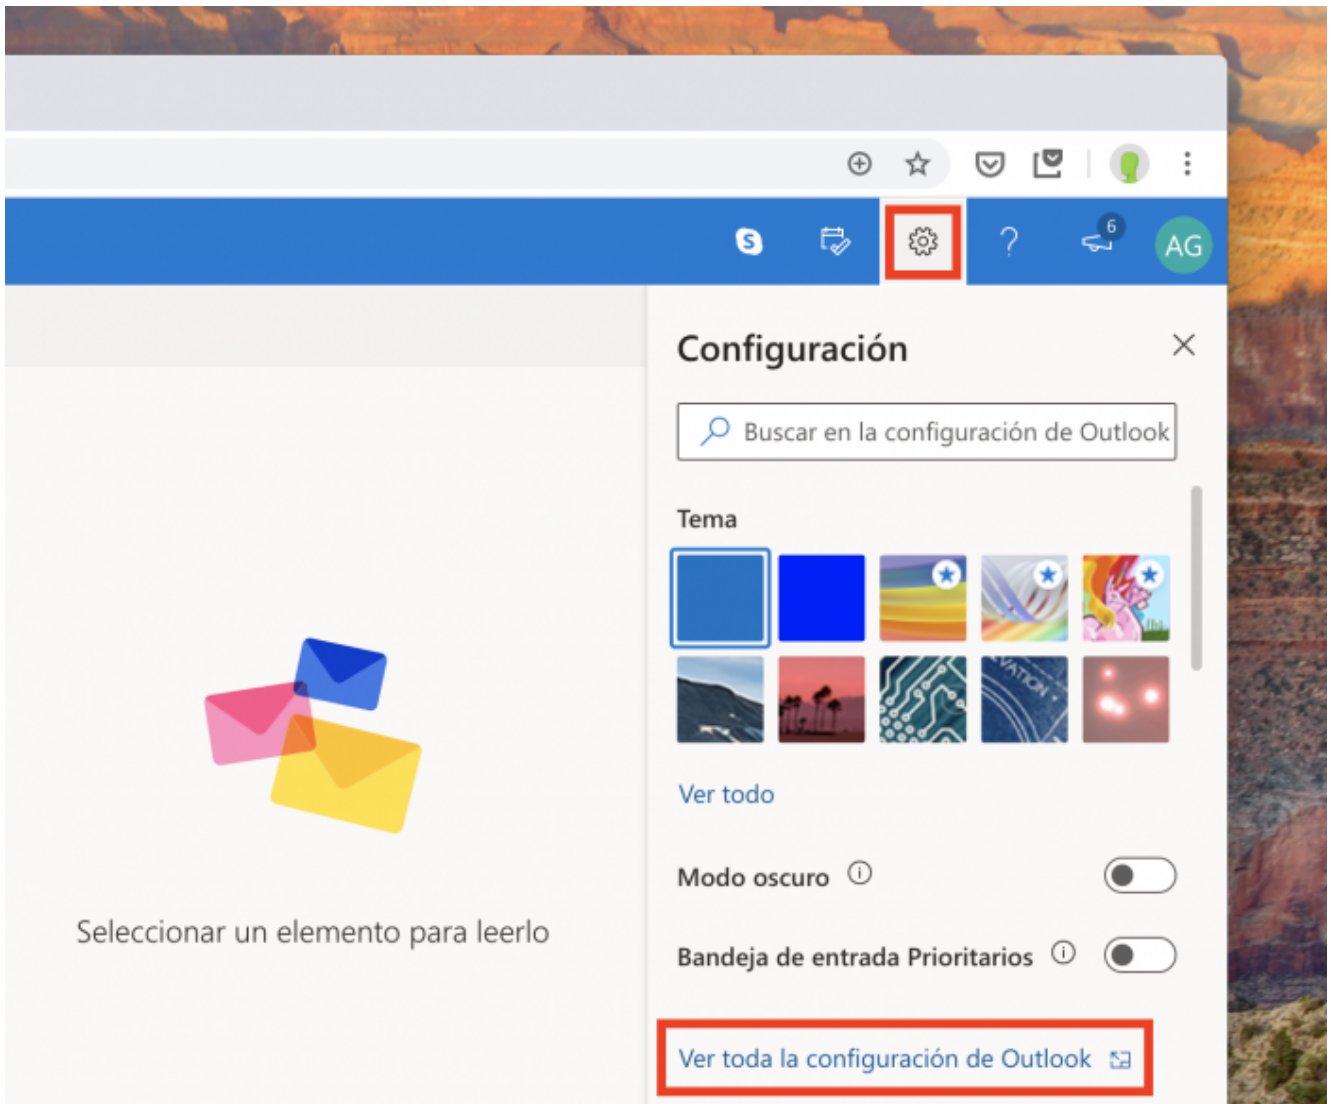 S
6
AG
Configuración
Buscar en la configuración de Outlook
Tema
Ver todo
Modo oscuro
Bandeja de entrada Prioritarios
Ver toda la configuración de Outlook
Seleccionar un elemento para leerlo